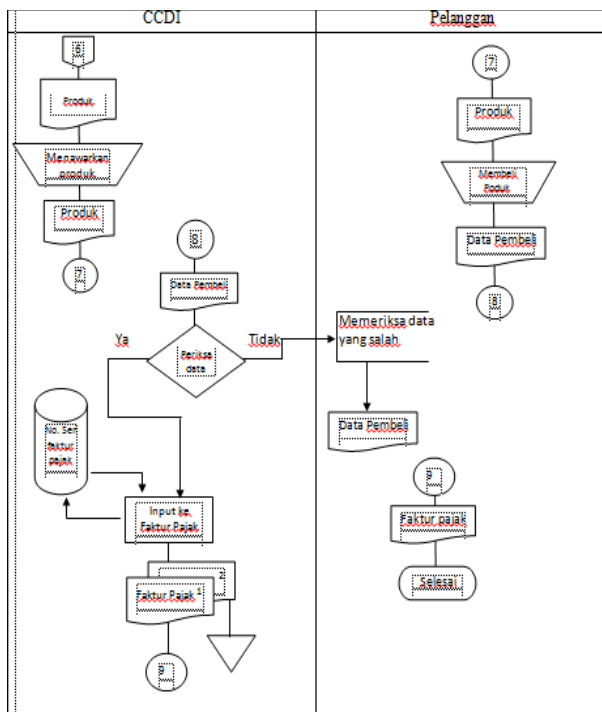 CCDI
Pelanggan
6
Produk
Menawarkan
produk
Produk
7
8
Data Pembeli
Ya
Periksa
data
Tidak
No. Seri
faktur
pajak
Input ke
Faktur Pajak
2
Faktur Pajak 1
9
7
Produk
Membeli
Poduk
Data Pembeli
8
Memeriksa data
yang salah
Data Pembeli
9
Faktur pajak
Selesai